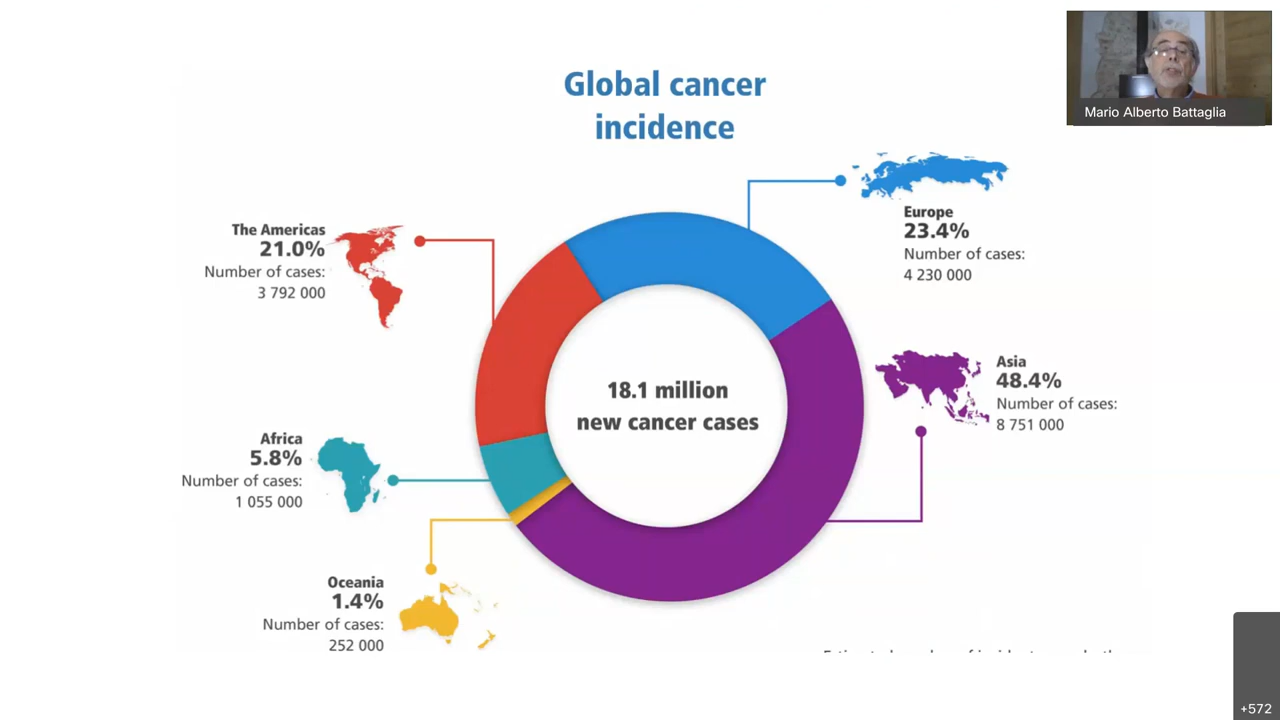 Global cancer
incidence
Mario Alberto Battaglia
Europe
23.4%
Number of cases:
4 230 000
The Americas
21.0%
Number of cases:
3 792 000
18.1 million
new cancer cases
Asia
48.4%
Number of cases:
8 751 000
Africa
5.8%
Number of cases:
1 055 000
Oceania
1.4%
Number of cases:
252 000
+572